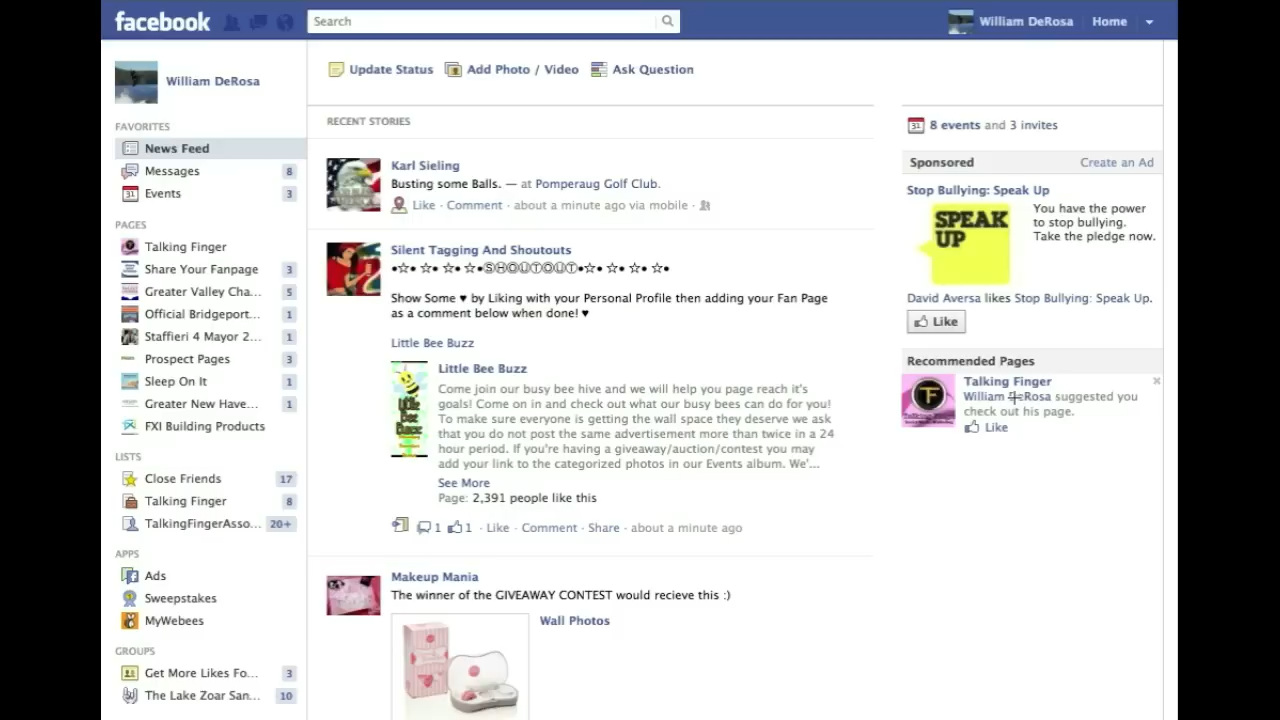 facebook
Search
William DeRosa
Home
William DeRosa
FAVORITES
News Feed
Messages 8
Events 3
PAGES
Talking Finger
Share Your Fanpage 3
Greater Valley Cha... 5
Official Bridgeport... 1
Staffieri 4 Mayor 2... 1
Prospect Pages 3
Sleep On It 1
Greater New Have... 1
FXI Building Products
LISTS
Close Friends 17
Talking Finger 8
TalkingFingerAsso... 20+
APPS
Ads
Sweepstakes
MyWebees
GROUPS
Get More Likes Fo... 3
The Lake Zoar San... 10
Update Status
Add Photo / Video
Ask Question
RECENT STORIES
Karl Sieling
Busting some Balls. — at Pomperaug Golf Club.
Like · Comment · about a minute ago via mobile ·
Silent Tagging And Shoutouts
•☆• ☆• ☆• ☆•ⓈⒽⓄⓊⓉⓄⓊⓉ•☆• ☆• ☆• ☆•
Show Some ♥ by Liking with your Personal Profile then adding your Fan Page
as a comment below when done! ♥
Little Bee Buzz
Little Bee Buzz
Little
Bee
Buzz
Come join our busy bee hive and we will help you page reach it's
goals! Come on in and check out what our busy bees can do for you!
To make sure everyone is getting the wall space they deserve we ask
that you do not post the same advertisement more than twice in a 24
hour period. If you're having a giveaway/auction/contest you may
add your link to the categorized photos in our Events album. We'...
See More
Page: 2,391 people like this
1 1 · Like · Comment · Share · about a minute ago
Makeup Mania
The winner of the GIVEAWAY CONTEST would recieve this :)
Wall Photos
31 8 events and 3 invites
Sponsored
Create an Ad
Stop Bullying: Speak Up
SPEAK
UP
You have the power
to stop bullying.
Take the pledge now.
David Aversa likes Stop Bullying: Speak Up.
Like
Recommended Pages
TF
Talking Finger
William DeRosa suggested you
check out his page.
Like